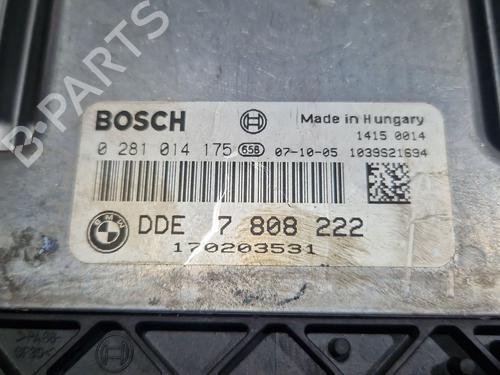 B-PARTS
BOSCH
Made in Hungary
1415 0014
0 281 014 175 658 07-10-05 1039S21694
BMW
DDE 7 808 222
170203531